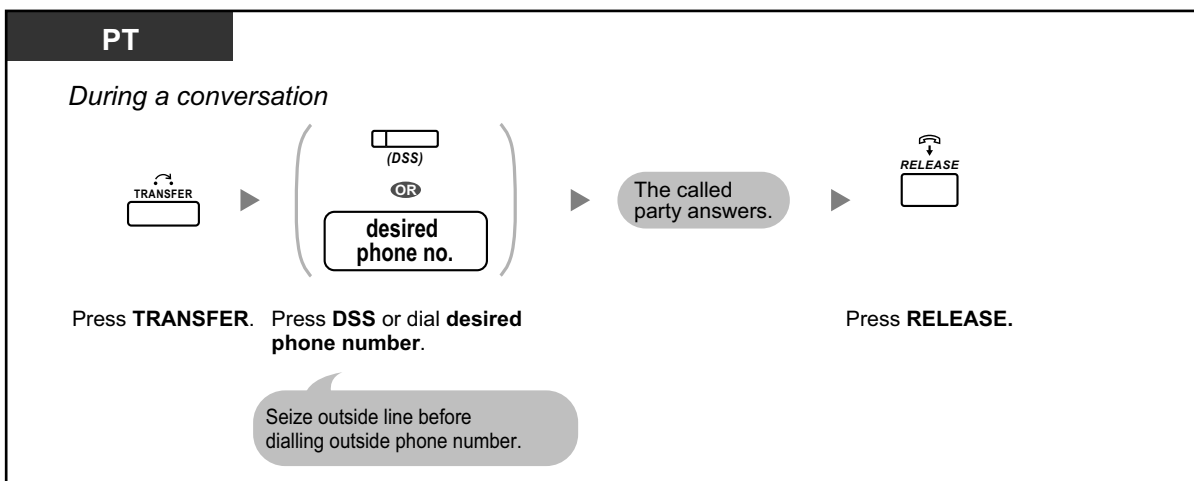 PT
During a conversation
TRANSFER
(DSS)
OR
desired
phone no.
The called
party answers.
RELEASE
Press TRANSFER.
Press DSS or dial desired
phone number.
Press RELEASE.
Seize outside line before
dialling outside phone number.